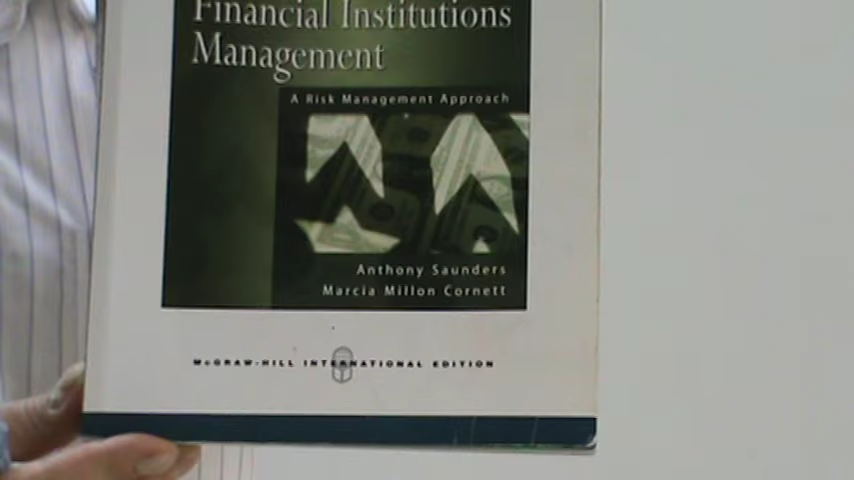 Financial Institutions
Management
A Risk Management Approach
Anthony Saunders
Marcia Millon Cornett
McGRAW-HILL INTERNATIONAL EDITION